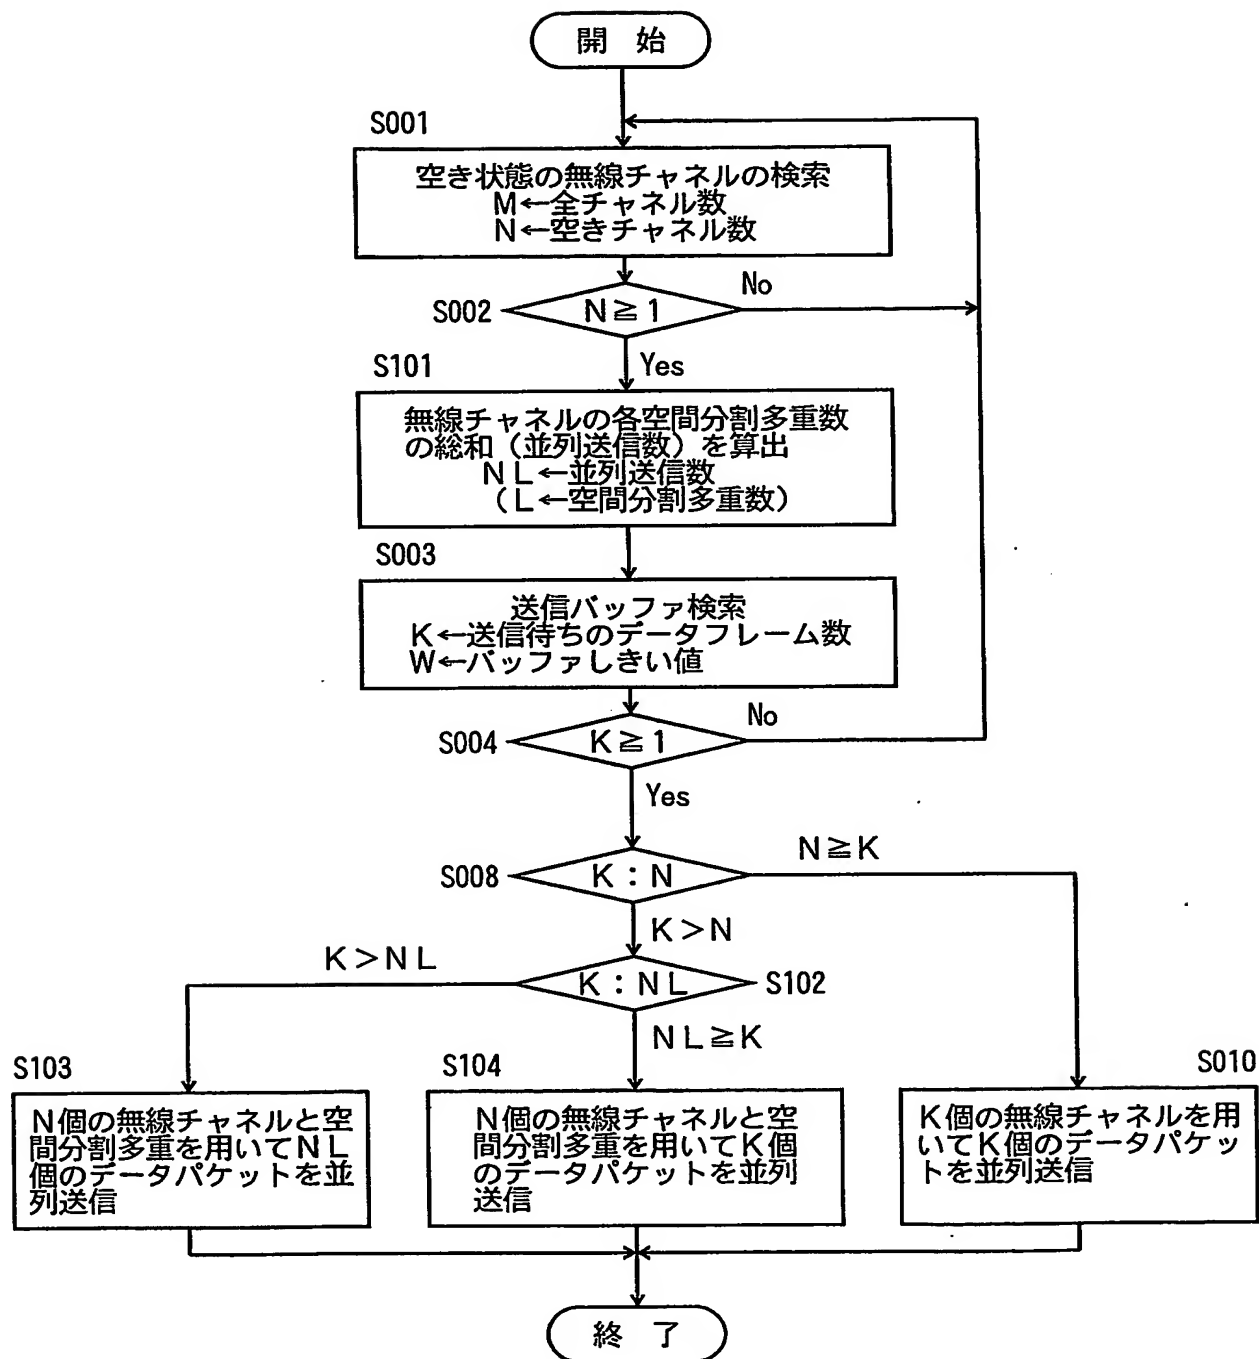 開 始
S001
空き状態の無線チャネルの検索
M←全チャネル数
N←空きチャネル数
No
S002
N≧1
Yes
S101
無線チャネルの各空間分割多重数
の総和(並列送信数)を算出
NL←並列送信数
(L←空間分割多重数)
S003
送信バッファ検索
K←送信待ちのデータフレーム数
W←バッファしきい値
No
S004
K≧1
Yes
N≧K
S008
K:N
K>N
K>NL
K:NL
S102
NL≧K
S103
S104
S010
N個の無線チャネルと空
間分割多重を用いてNL
個のデータパケットを並
列送信
N個の無線チャネルと空
間分割多重を用いてK個
のデータパケットを並列
送信
K個の無線チャネルを用
いてK個のデータパケッ
トを並列送信
終 了